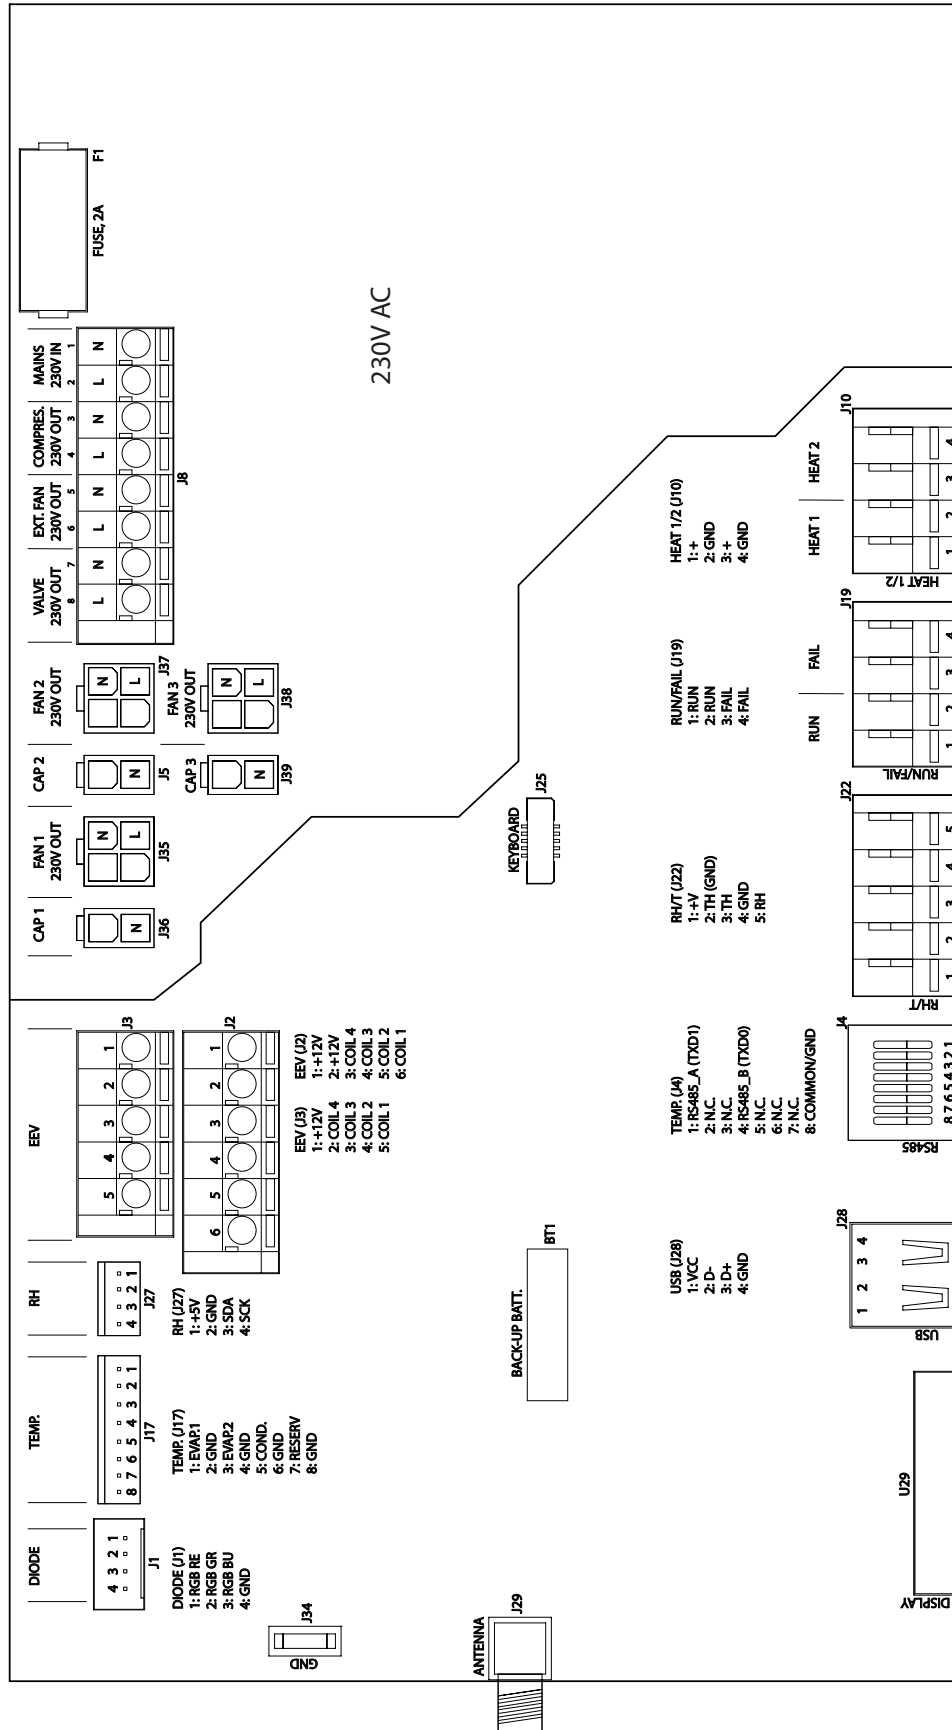 DIODE
4 3 2 1
J1
DIODE (J1)
1: RGB RE
2: RGB GR
3: RGB BU
4: GND
TEMP.
8 7 6 5 4 3 2 1
J17
TEMP. (J17)
1: EVAP.1
2: GND
3: EVAP.2
4: GND
5: COND.
6: GND
7: RESERV
8: GND
RH
4 3 2 1
J27
RH (J27)
1: +5V
2: GND
3: SDA
4: SCK
EEV
5 4 3 2 1
J3
6 5 4 3 2 1
J2
EEV (J3)
1: +12V
2: COIL 4
3: COIL 3
4: COIL 2
5: COIL 1
EEV (J2)
1: +12V
2: +12V
3: COIL 4
4: COIL 3
5: COIL 2
6: COIL 1
CAP 1
N
J36
FAN 1
230V OUT
N
L
J35
CAP 2
N
J5
CAP 3
N
J39
FAN 2
230V OUT
N
L
J37
FAN 3
230V OUT
N
L
J38
VALVE
230V OUT
8 7
EXT. FAN
230V OUT
6 5
COMPRES.
230V OUT
4 3
MAINS
230V IN
2 1
L N L N L N L N
J8
FUSE, 2A
F1
230V AC
GND
J34
ANTENNA
J29
BACK-UP BATT.
BT1
KEYBOARD
J25
USB (J28)
1: VCC
2: D-
3: D+
4: GND
TEMP. (J4)
1: RS485_A (TXD1)
2: N.C.
3: N.C.
4: RS485_B (TXD0)
5: N.C.
6: N.C.
7: N.C.
8: COMMON/GND
RH/T (J22)
1: +V
2: TH (GND)
3: TH
4: GND
5: RH
RUN/FAIL (J19)
1: RUN
2: RUN
3: FAIL
4: FAIL
HEAT 1/2 (J10)
1: +
2: GND
3: +
4: GND
U29
DISPLAY
J28
1 2 3 4
USB
J4
8 7 6 5 4 3 2 1
RS485
J22
1 2 3 4 5
RH/T
RUN
FAIL
J19
1 2 3 4
RUN/FAIL
HEAT 1
HEAT 2
J10
1 2 3 4
HEAT 1/2